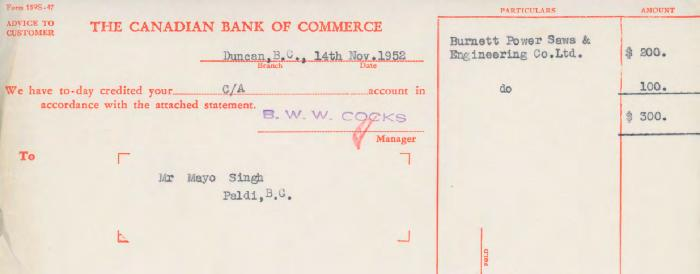 Form 159S-47
ADVICE TO
CUSTOMER
THE CANADIAN BANK OF COMMERCE
Duncan,B.C., 14th Nov.1952
Branch Date
We have to-day credited your C/A account in
accordance with the attached statement.
B. W. W. COCKS
Manager
To
Mr Mayo Singh
Paldi,B.C.
PARTICULARS AMOUNT
Burnett Power Saws &
Engineering Co.Ltd. $ 200.
do 100.
$ 300.
FOLD